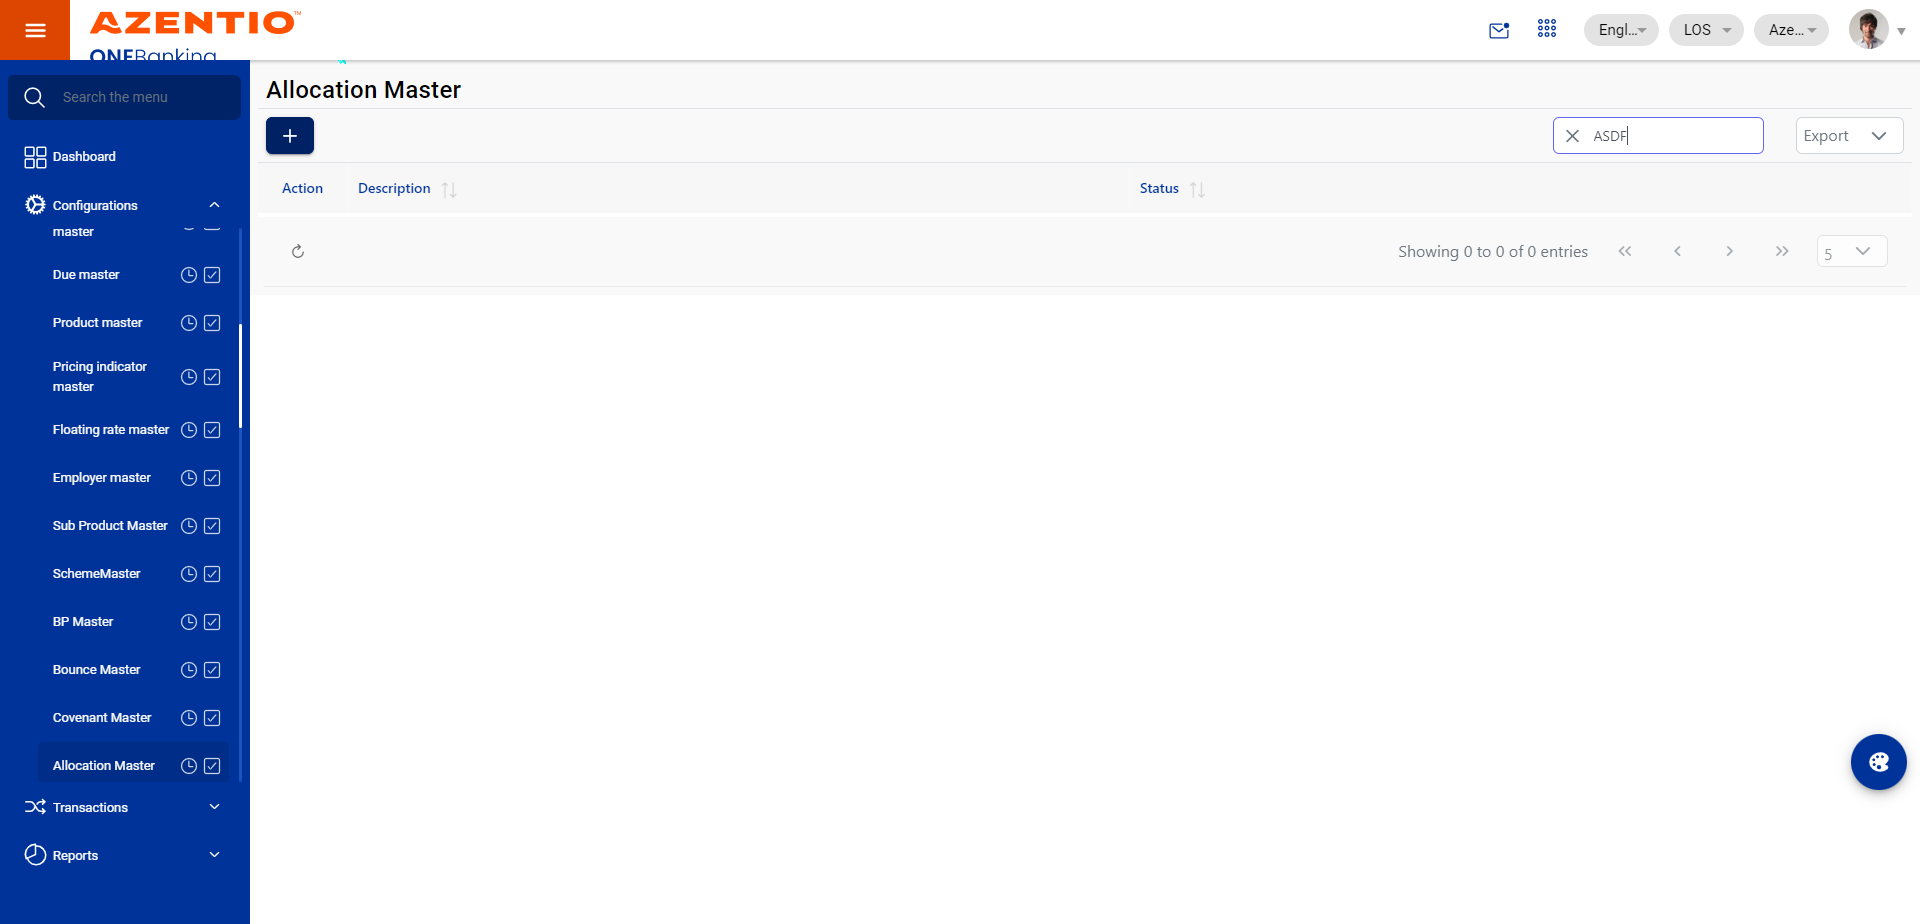 AZENTIO™
ONEBanking
Engl...
LOS
Aze...
Search the menu
Dashboard
Configurations
master
Due master
Product master
Pricing indicator
master
Floating rate master
Employer master
Sub Product Master
SchemeMaster
BP Master
Bounce Master
Covenant Master
Allocation Master
Transactions
Reports
Allocation Master
+
ASDF
Export
Action
Description
Status
Showing 0 to 0 of 0 entries
5